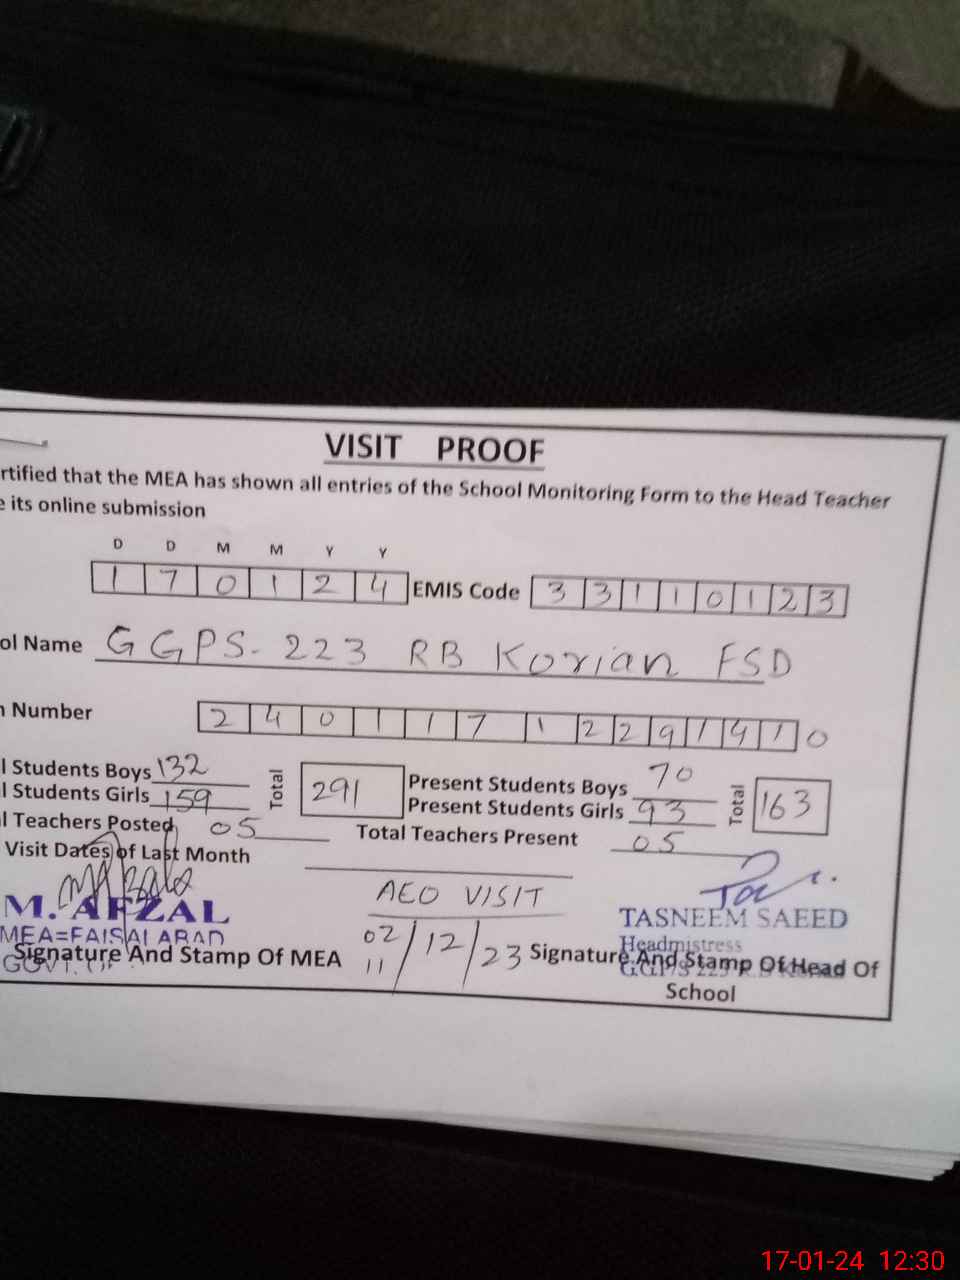 VISIT PROOF
rtified that the MEA has shown all entries of the School Monitoring Form to the Head Teacher
e its online submission
D D M M Y Y
1 7 0 1 2 4 EMIS Code 3 3 1 1 0 1 2 3
ol Name GGPS-223 RB Korian FSD
n Number 2 4 0 1 1 7 1 2 2 9 1 4 1 0
l Students Boys 132 Total 291 Present Students Boys 70 Total 163
l Students Girls 159 Present Students Girls 93
l Teachers Posted 05 Total Teachers Present 05
Visit Dates of Last Month
AEO VISIT
M. AFZAL
TASNEEM SAEED
MEA=FAISALABAD
Headmistress
02/12/23
11
Signature And Stamp Of MEA Signature And Stamp Of Head Of
School
GOVT.
GGP/S 223
17-01-24 12:30